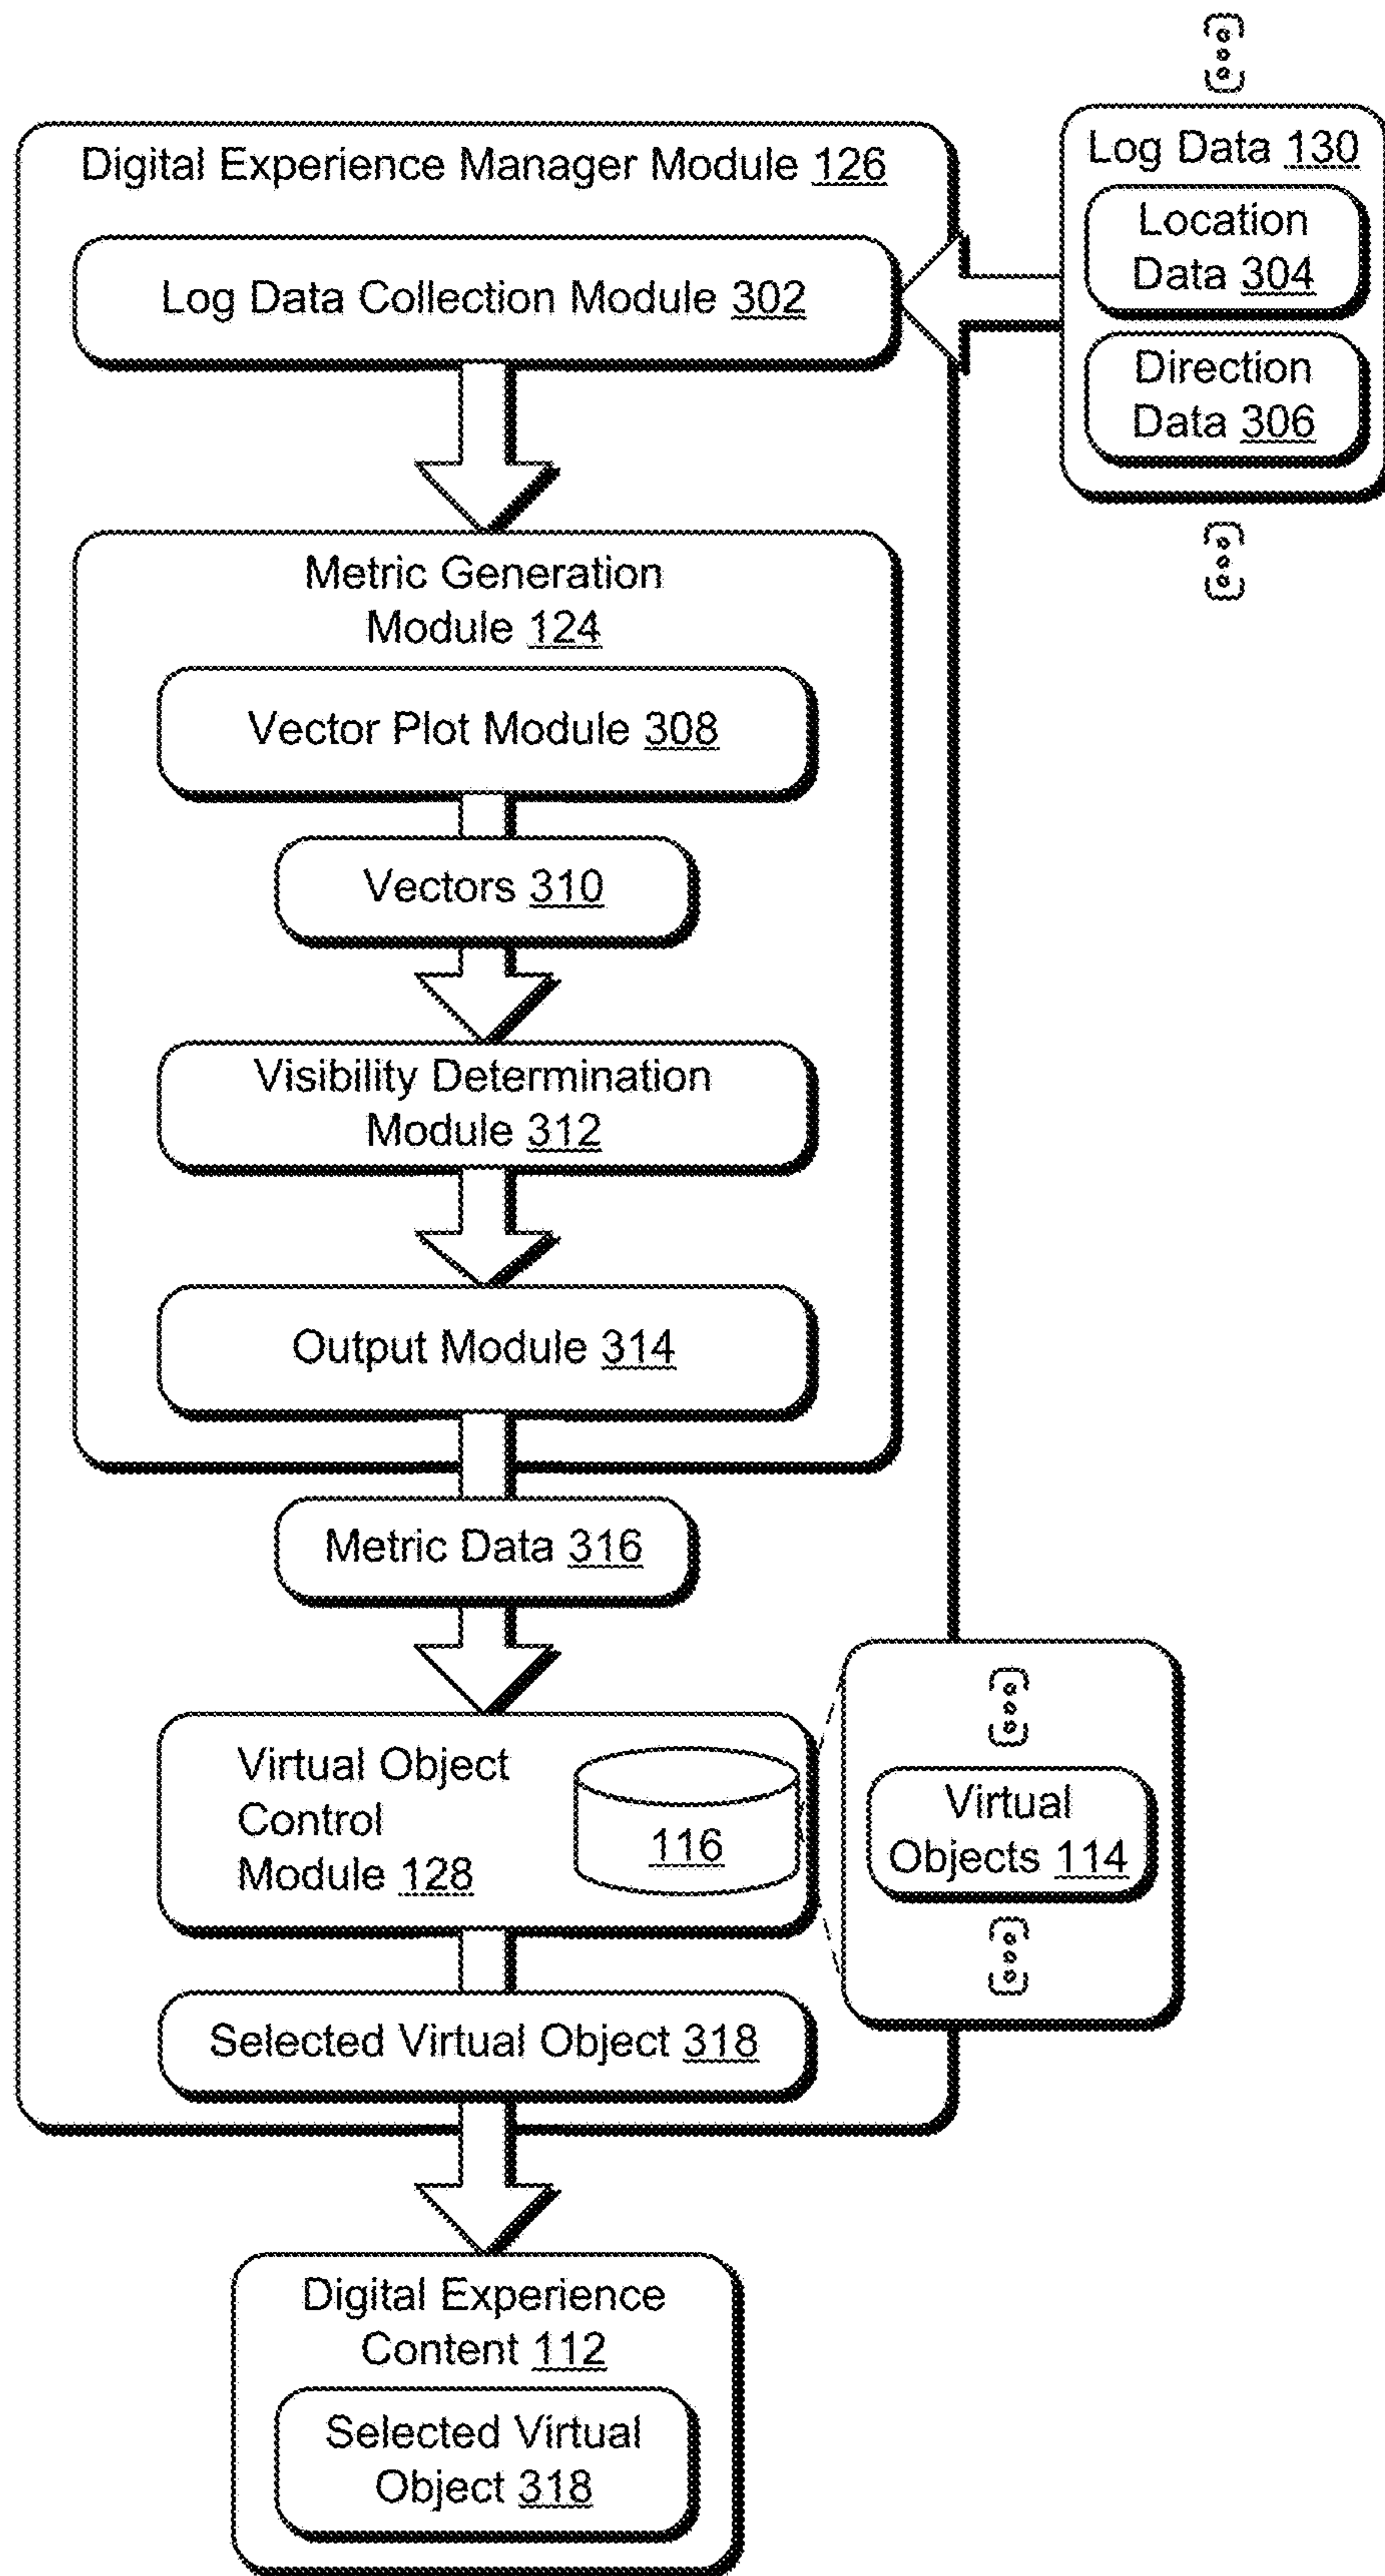 Digital Experience Manager Module 126
Log Data Collection Module 302
Log Data 130
Location
Data 304
Direction
Data 306
Metric Generation
Module 124
Vector Plot Module 308
Vectors 310
Visibility Determination
Module 312
Output Module 314
Metric Data 316
Virtual Object
Control
Module 128
116
Virtual
Objects 114
Selected Virtual Object 318
Digital Experience
Content 112
Selected Virtual
Object 318